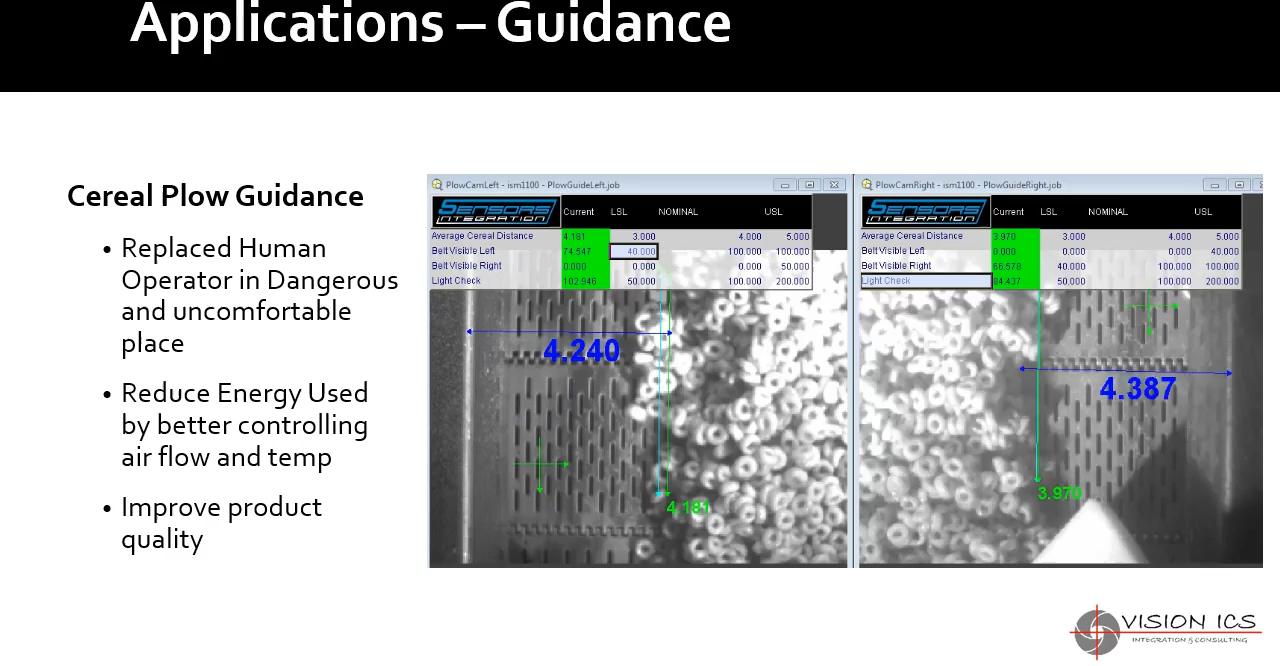 Applications – Guidance
Cereal Plow Guidance
• Replaced Human
Operator in Dangerous
and uncomfortable
place
• Reduce Energy Used
by better controlling
air flow and temp
• Improve product
quality
PlowCamLeft - ism1100 - PlowGuideLeft.job
SENSORS INTEGRATION Current LSL NOMINAL USL
Average Cereal Distance 4.181 3.000 4.000 5.000
Belt Visible Left 74.547 40.000 100.000 100.000
Belt Visible Right 0.000 0.000 0.000 50.000
Light Check 102.946 50.000 100.000 200.000
4.240
4.181
PlowCamRight - ism1100 - PlowGuideRight.job
SENSORS INTEGRATION Current LSL NOMINAL USL
Average Cereal Distance 3.970 3.000 4.000 5.000
Belt Visible Left 0.000 0.000 0.000 40.000
Belt Visible Right 66.578 40.000 100.000 100.000
Light Check 84.437 50.000 100.000 200.000
4.387
3.970
VISION ICS
INTEGRATION & CONSULTING